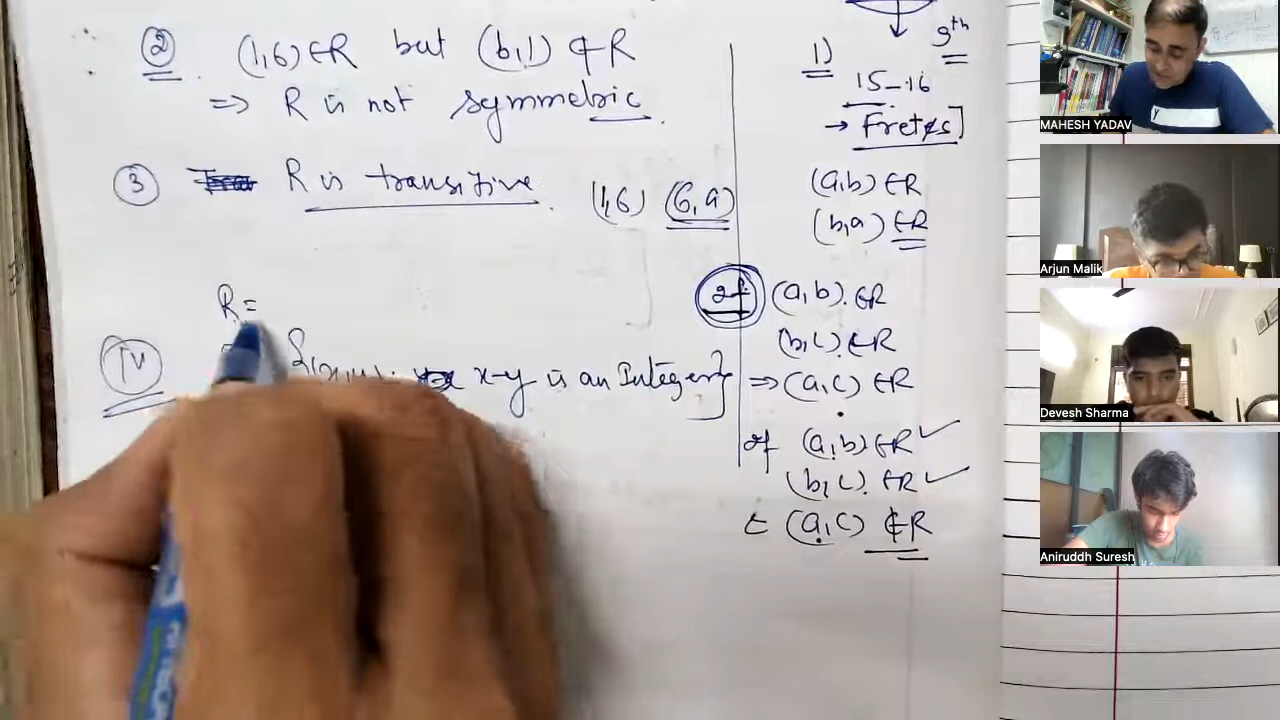 ② (1,6) ∈ R but (6,1) ∉ R
⇒ R is not symmetric.
③ R is transitive. (1,6) (6,a)
R =
(iv) {(x,y): x-y is an Integer}
9th
1)
15-16
→ Fretes]
(a,b) ∈ R
(b,a) ∈ R
If (a,b). ∈ R
(b,c). ∈ R
⇒ (a,c) ∈ R
If (a,b) ∈ R ✓
(b,c). ∈ R ✓
(a,c) ∉ R
MAHESH YADAV
Arjun Malik
Devesh Sharma
Aniruddh Suresh
Y